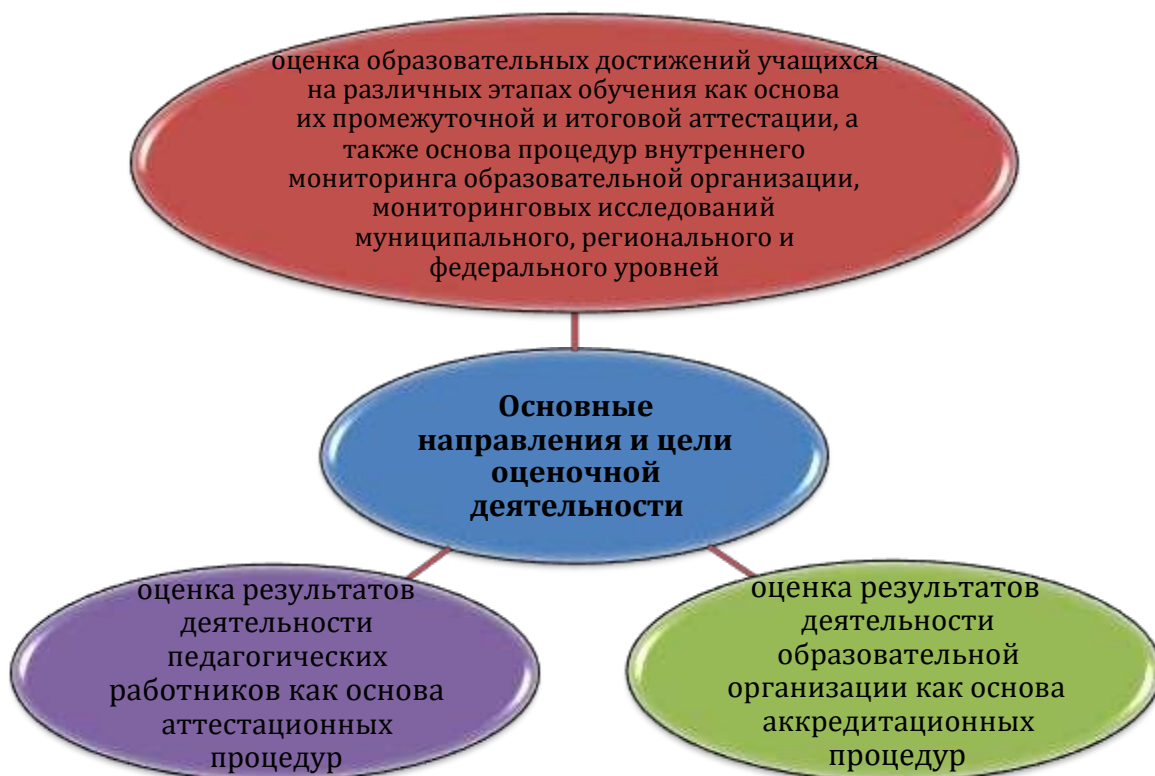 оценка образовательных достижений учащихся
на различных этапах обучения как основа
их промежуточной и итоговой аттестации, а
также основа процедур внутреннего
мониторинга образовательной организации,
мониторинговых исследований
муниципального, регионального и
федерального уровней
Основные
направления и цели
оценочной
деятельности
оценка результатов
деятельности
педагогических
работников как основа
аттестационных
процедур
оценка результатов
деятельности
образовательной
организации как основа
аккредитационных
процедур